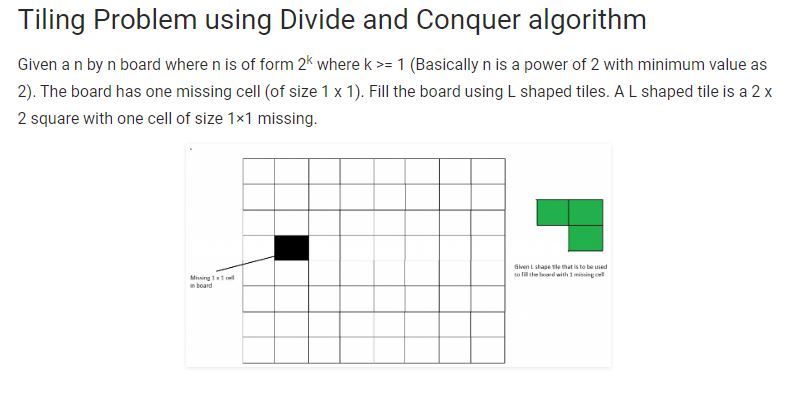 Tiling Problem using Divide and Conquer algorithm
Given a n by n board where n is of form 2ᵏ where k >= 1 (Basically n is a power of 2 with minimum value as
2). The board has one missing cell (of size 1 x 1). Fill the board using L shaped tiles. A L shaped tile is a 2 x
2 square with one cell of size 1×1 missing.
Given L shape tile that is to be used
to fill the board with 1 missing cell
Missing 1 x 1 cell
in board